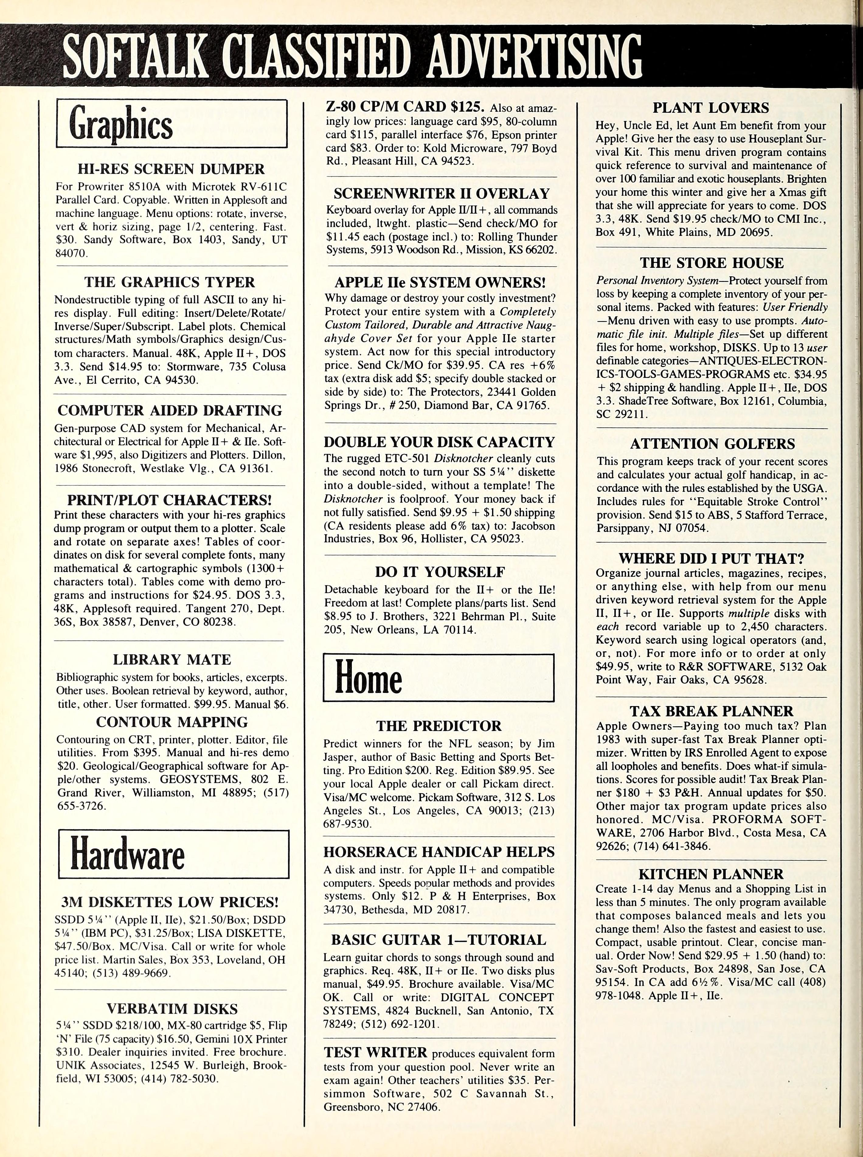 SOFTALK CLASSIFIED ADVERTISING
Graphics
HI-RES SCREEN DUMPER
For Prowriter 8510A with Microtek RV-611C
Parallel Card. Copyable. Written in Applesoft and
machine language. Menu options: rotate, inverse,
vert & horiz sizing, page 1/2, centering. Fast.
$30. Sandy Software, Box 1403, Sandy, UT
84070.
THE GRAPHICS TYPER
Nondestructible typing of full ASCII to any hi-
res display. Full editing: Insert/Delete/Rotate/
Inverse/Super/Subscript. Label plots. Chemical
structures/Math symbols/Graphics design/Cus-
tom characters. Manual. 48K, Apple II+, DOS
3.3. Send $14.95 to: Stormware, 735 Colusa
Ave., El Cerrito, CA 94530.
COMPUTER AIDED DRAFTING
Gen-purpose CAD system for Mechanical, Ar-
chitectural or Electrical for Apple II+ & IIe. Soft-
ware $1,995, also Digitizers and Plotters. Dillon,
1986 Stonecroft, Westlake Vlg., CA 91361.
PRINT/PLOT CHARACTERS!
Print these characters with your hi-res graphics
dump program or output them to a plotter. Scale
and rotate on separate axes! Tables of coor-
dinates on disk for several complete fonts, many
mathematical & cartographic symbols (1300+
characters total). Tables come with demo pro-
grams and instructions for $24.95. DOS 3.3,
48K, Applesoft required. Tangent 270, Dept.
36S, Box 38587, Denver, CO 80238.
LIBRARY MATE
Bibliographic system for books, articles, excerpts.
Other uses. Boolean retrieval by keyword, author,
title, other. User formatted. $99.95. Manual $6.
CONTOUR MAPPING
Contouring on CRT, printer, plotter. Editor, file
utilities. From $395. Manual and hi-res demo
$20. Geological/Geographical software for Ap-
ple/other systems. GEOSYSTEMS, 802 E.
Grand River, Williamston, MI 48895; (517)
655-3726.
Hardware
3M DISKETTES LOW PRICES!
SSDD 5¼'' (Apple II, IIe), $21.50/Box; DSDD
5¼'' (IBM PC), $31.25/Box; LISA DISKETTE,
$47.50/Box. MC/Visa. Call or write for whole
price list. Martin Sales, Box 353, Loveland, OH
45140; (513) 489-9669.
VERBATIM DISKS
5¼'' SSDD $218/100, MX-80 cartridge $5, Flip
'N' File (75 capacity) $16.50, Gemini 10X Printer
$310. Dealer inquiries invited. Free brochure.
UNIK Associates, 12545 W. Burleigh, Brook-
field, WI 53005; (414) 782-5030.
Z-80 CP/M CARD $125. Also at amaz-
ingly low prices: language card $95, 80-column
card $115, parallel interface $76, Epson printer
card $83. Order to: Kold Microware, 797 Boyd
Rd., Pleasant Hill, CA 94523.
SCREENWRITER II OVERLAY
Keyboard overlay for Apple II/II+, all commands
included, ltwght. plastic—Send check/MO for
$11.45 each (postage incl.) to: Rolling Thunder
Systems, 5913 Woodson Rd., Mission, KS 66202.
APPLE IIe SYSTEM OWNERS!
Why damage or destroy your costly investment?
Protect your entire system with a Completely
Custom Tailored, Durable and Attractive Naug-
ahyde Cover Set for your Apple IIe starter
system. Act now for this special introductory
price. Send Ck/MO for $39.95. CA res +6%
tax (extra disk add $5; specify double stacked or
side by side) to: The Protectors, 23441 Golden
Springs Dr., # 250, Diamond Bar, CA 91765.
DOUBLE YOUR DISK CAPACITY
The rugged ETC-501 Disknotcher cleanly cuts
the second notch to turn your SS 5¼'' diskette
into a double-sided, without a template! The
Disknotcher is foolproof. Your money back if
not fully satisfied. Send $9.95 + $1.50 shipping
(CA residents please add 6% tax) to: Jacobson
Industries, Box 96, Hollister, CA 95023.
DO IT YOURSELF
Detachable keyboard for the II+ or the IIe!
Freedom at last! Complete plans/parts list. Send
$8.95 to J. Brothers, 3221 Behrman Pl., Suite
205, New Orleans, LA 70114.
Home
THE PREDICTOR
Predict winners for the NFL season; by Jim
Jasper, author of Basic Betting and Sports Bet-
ting. Pro Edition $200. Reg. Edition $89.95. See
your local Apple dealer or call Pickam direct.
Visa/MC welcome. Pickam Software, 312 S. Los
Angeles St., Los Angeles, CA 90013; (213)
687-9530.
HORSERACE HANDICAP HELPS
A disk and instr. for Apple II+ and compatible
computers. Speeds popular methods and provides
systems. Only $12. P & H Enterprises, Box
34730, Bethesda, MD 20817.
BASIC GUITAR 1—TUTORIAL
Learn guitar chords to songs through sound and
graphics. Req. 48K, II+ or IIe. Two disks plus
manual, $49.95. Brochure available. Visa/MC
OK. Call or write: DIGITAL CONCEPT
SYSTEMS, 4824 Bucknell, San Antonio, TX
78249; (512) 692-1201.
TEST WRITER produces equivalent form
tests from your question pool. Never write an
exam again! Other teachers' utilities $35. Per-
simmon Software, 502 C Savannah St.,
Greensboro, NC 27406.
PLANT LOVERS
Hey, Uncle Ed, let Aunt Em benefit from your
Apple! Give her the easy to use Houseplant Sur-
vival Kit. This menu driven program contains
quick reference to survival and maintenance of
over 100 familiar and exotic houseplants. Brighten
your home this winter and give her a Xmas gift
that she will appreciate for years to come. DOS
3.3, 48K. Send $19.95 check/MO to CMI Inc.,
Box 491, White Plains, MD 20695.
THE STORE HOUSE
Personal Inventory System—Protect yourself from
loss by keeping a complete inventory of your per-
sonal items. Packed with features: User Friendly
—Menu driven with easy to use prompts. Auto-
matic file init. Multiple files—Set up different
files for home, workshop, DISKS. Up to 13 user
definable categories—ANTIQUES-ELECTRON-
ICS-TOOLS-GAMES-PROGRAMS etc. $34.95
+ $2 shipping & handling. Apple II+, IIe, DOS
3.3. ShadeTree Software, Box 12161, Columbia,
SC 29211.
ATTENTION GOLFERS
This program keeps track of your recent scores
and calculates your actual golf handicap, in ac-
cordance with the rules established by the USGA.
Includes rules for ''Equitable Stroke Control''
provision. Send $15 to ABS, 5 Stafford Terrace,
Parsippany, NJ 07054.
WHERE DID I PUT THAT?
Organize journal articles, magazines, recipes,
or anything else, with help from our menu
driven keyword retrieval system for the Apple
II, II+, or IIe. Supports multiple disks with
each record variable up to 2,450 characters.
Keyword search using logical operators (and,
or, not). For more info or to order at only
$49.95, write to R&R SOFTWARE, 5132 Oak
Point Way, Fair Oaks, CA 95628.
TAX BREAK PLANNER
Apple Owners—Paying too much tax? Plan
1983 with super-fast Tax Break Planner opti-
mizer. Written by IRS Enrolled Agent to expose
all loopholes and benefits. Does what-if simula-
tions. Scores for possible audit! Tax Break Plan-
ner $180 + $3 P&H. Annual updates for $50.
Other major tax program update prices also
honored. MC/Visa. PROFORMA SOFT-
WARE, 2706 Harbor Blvd., Costa Mesa, CA
92626; (714) 641-3846.
KITCHEN PLANNER
Create 1-14 day Menus and a Shopping List in
less than 5 minutes. The only program available
that composes balanced meals and lets you
change them! Also the fastest and easiest to use.
Compact, usable printout. Clear, concise man-
ual. Order Now! Send $29.95 + 1.50 (hand) to:
Sav-Soft Products, Box 24898, San Jose, CA
95154. In CA add 6½%. Visa/MC call (408)
978-1048. Apple II+, IIe.